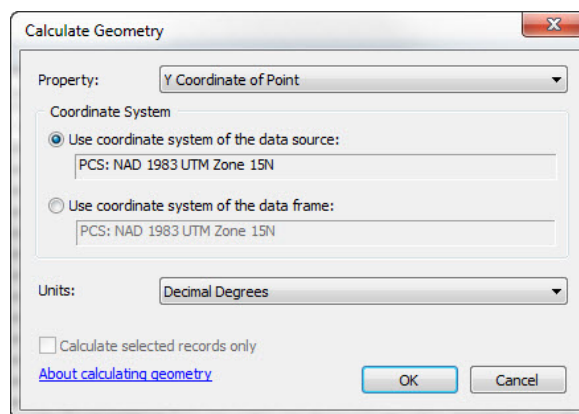 Calculate Geometry
Property: Y Coordinate of Point
Coordinate System
Use coordinate system of the data source:
PCS: NAD 1983 UTM Zone 15N
Use coordinate system of the data frame:
PCS: NAD 1983 UTM Zone 15N
Units: Decimal Degrees
Calculate selected records only
About calculating geometry OK Cancel